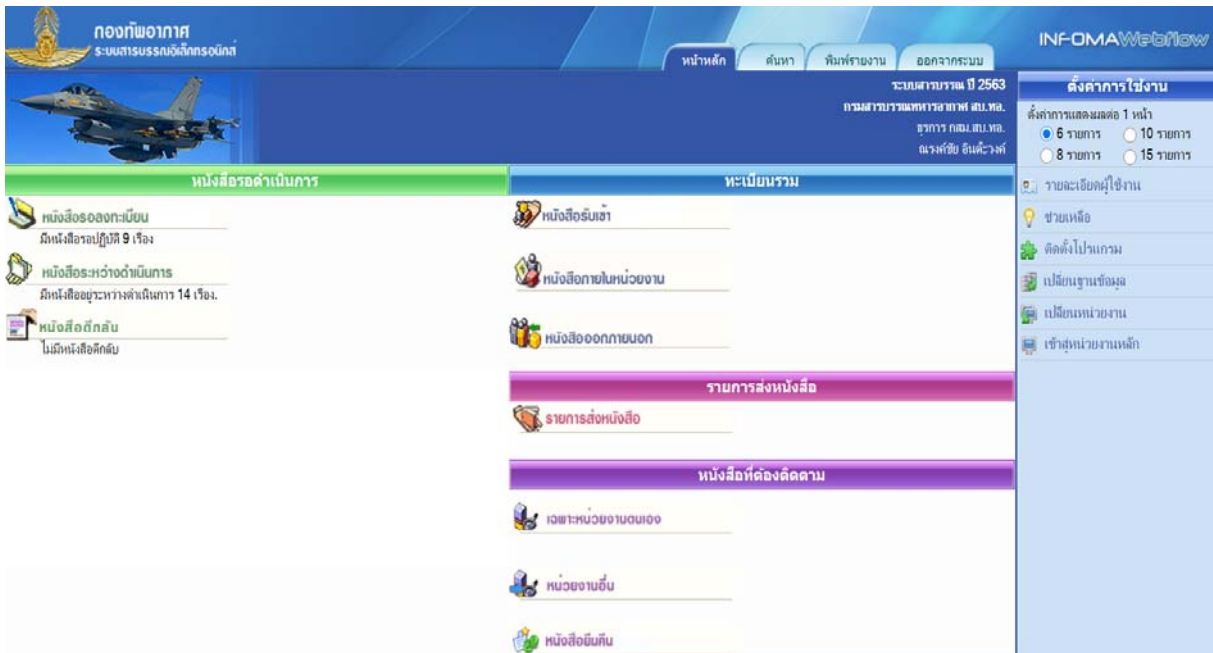 กองทัพอากาศ
ระบบสารบรรณอิเล็กทรอนิกส์
หน้าหลัก
ค้นหา
พิมพ์รายงาน
ออกจากระบบ
INFOMAWebflow
ระบบสารบรรณ ปี 2563
กรมสารบรรณทหารอากาศ สบ.ทอ.
ธุรการ กสม.สบ.ทอ.
ณรงค์ชัย อินต๊ะวงค์
ตั้งค่าการใช้งาน
ตั้งค่าการแสดงผลต่อ 1 หน้า
6 รายการ 10 รายการ
8 รายการ 15 รายการ
รายละเอียดผู้ใช้งาน
ช่วยเหลือ
ติดตั้งโปรแกรม
เปลี่ยนฐานข้อมูล
เปลี่ยนหน่วยงาน
เข้าสู่หน่วยงานหลัก
หนังสือรอดำเนินการ
หนังสือรอลงทะเบียน
มีหนังสือรอปฏิบัติ 9 เรื่อง
หนังสือระหว่างดำเนินการ
มีหนังสืออยู่ระหว่างดำเนินการ 14 เรื่อง.
หนังสือตีกลับ
ไม่มีหนังสือตีกลับ
ทะเบียนรวม
หนังสือรับเข้า
หนังสือภายในหน่วยงาน
หนังสือออกภายนอก
รายการส่งหนังสือ
รายการส่งหนังสือ
หนังสือที่ต้องติดตาม
เฉพาะหน่วยงานตนเอง
หน่วยงานอื่น
หนังสือยืมคืน